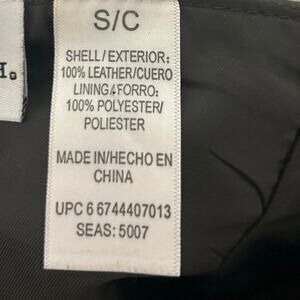 S/C
H.
SHELL/EXTERIOR:
100% LEATHER/CUERO
LINING/FORRO:
100% POLYESTER/
POLIESTER
MADE IN/HECHO EN
CHINA
UPC 6 6744407013
SEAS: 5007